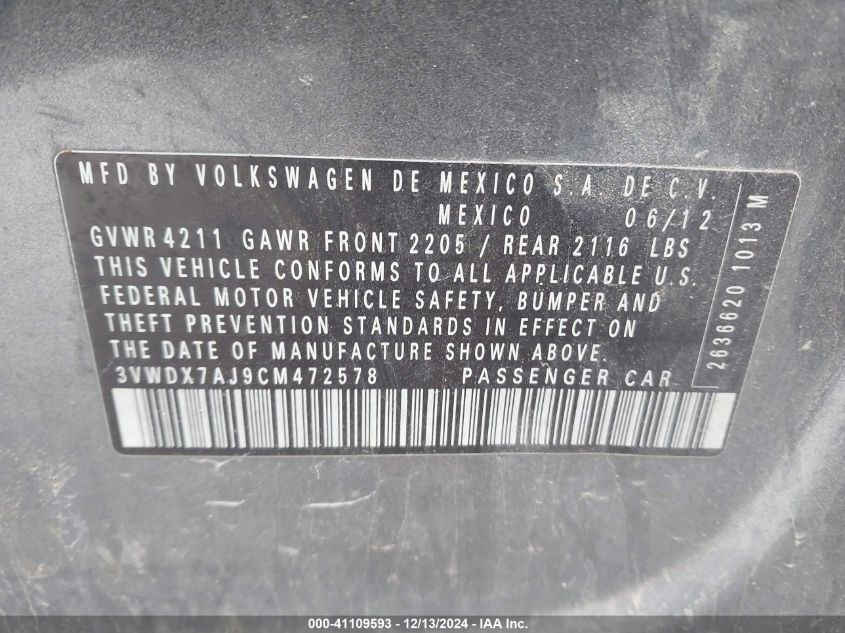 MFD BY VOLKSWAGEN DE MEXICO S.A. DE C.V.
MEXICO 06/12
GVWR 4211 GAWR FRONT 2205 / REAR 2116 LBS
THIS VEHICLE CONFORMS TO ALL APPLICABLE U.S.
FEDERAL MOTOR VEHICLE SAFETY, BUMPER AND
THEFT PREVENTION STANDARDS IN EFFECT ON
THE DATE OF MANUFACTURE SHOWN ABOVE.
3VWDX7AJ9CM472578 PASSENGER CAR
2636620 1013 M
000-41109593 - 12/13/2024 - IAA Inc.